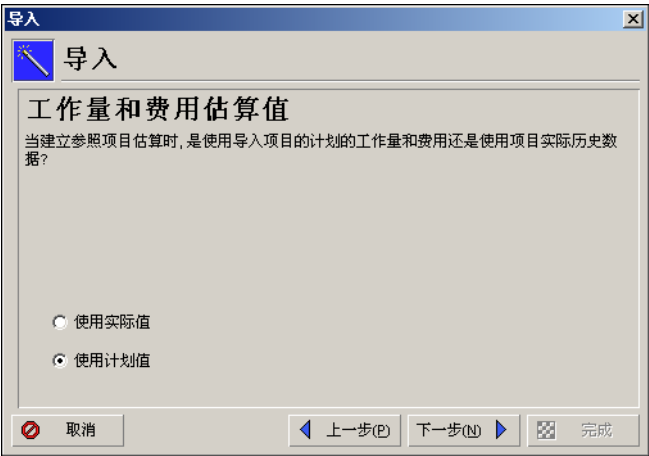 导入
导入
工作量和费用估算值
当建立参照项目估算时,是使用导入项目的计划的工作量和费用还是使用项目实际历史数
据?
使用实际值
使用计划值
取消 上一步(P) 下一步(N) 完成